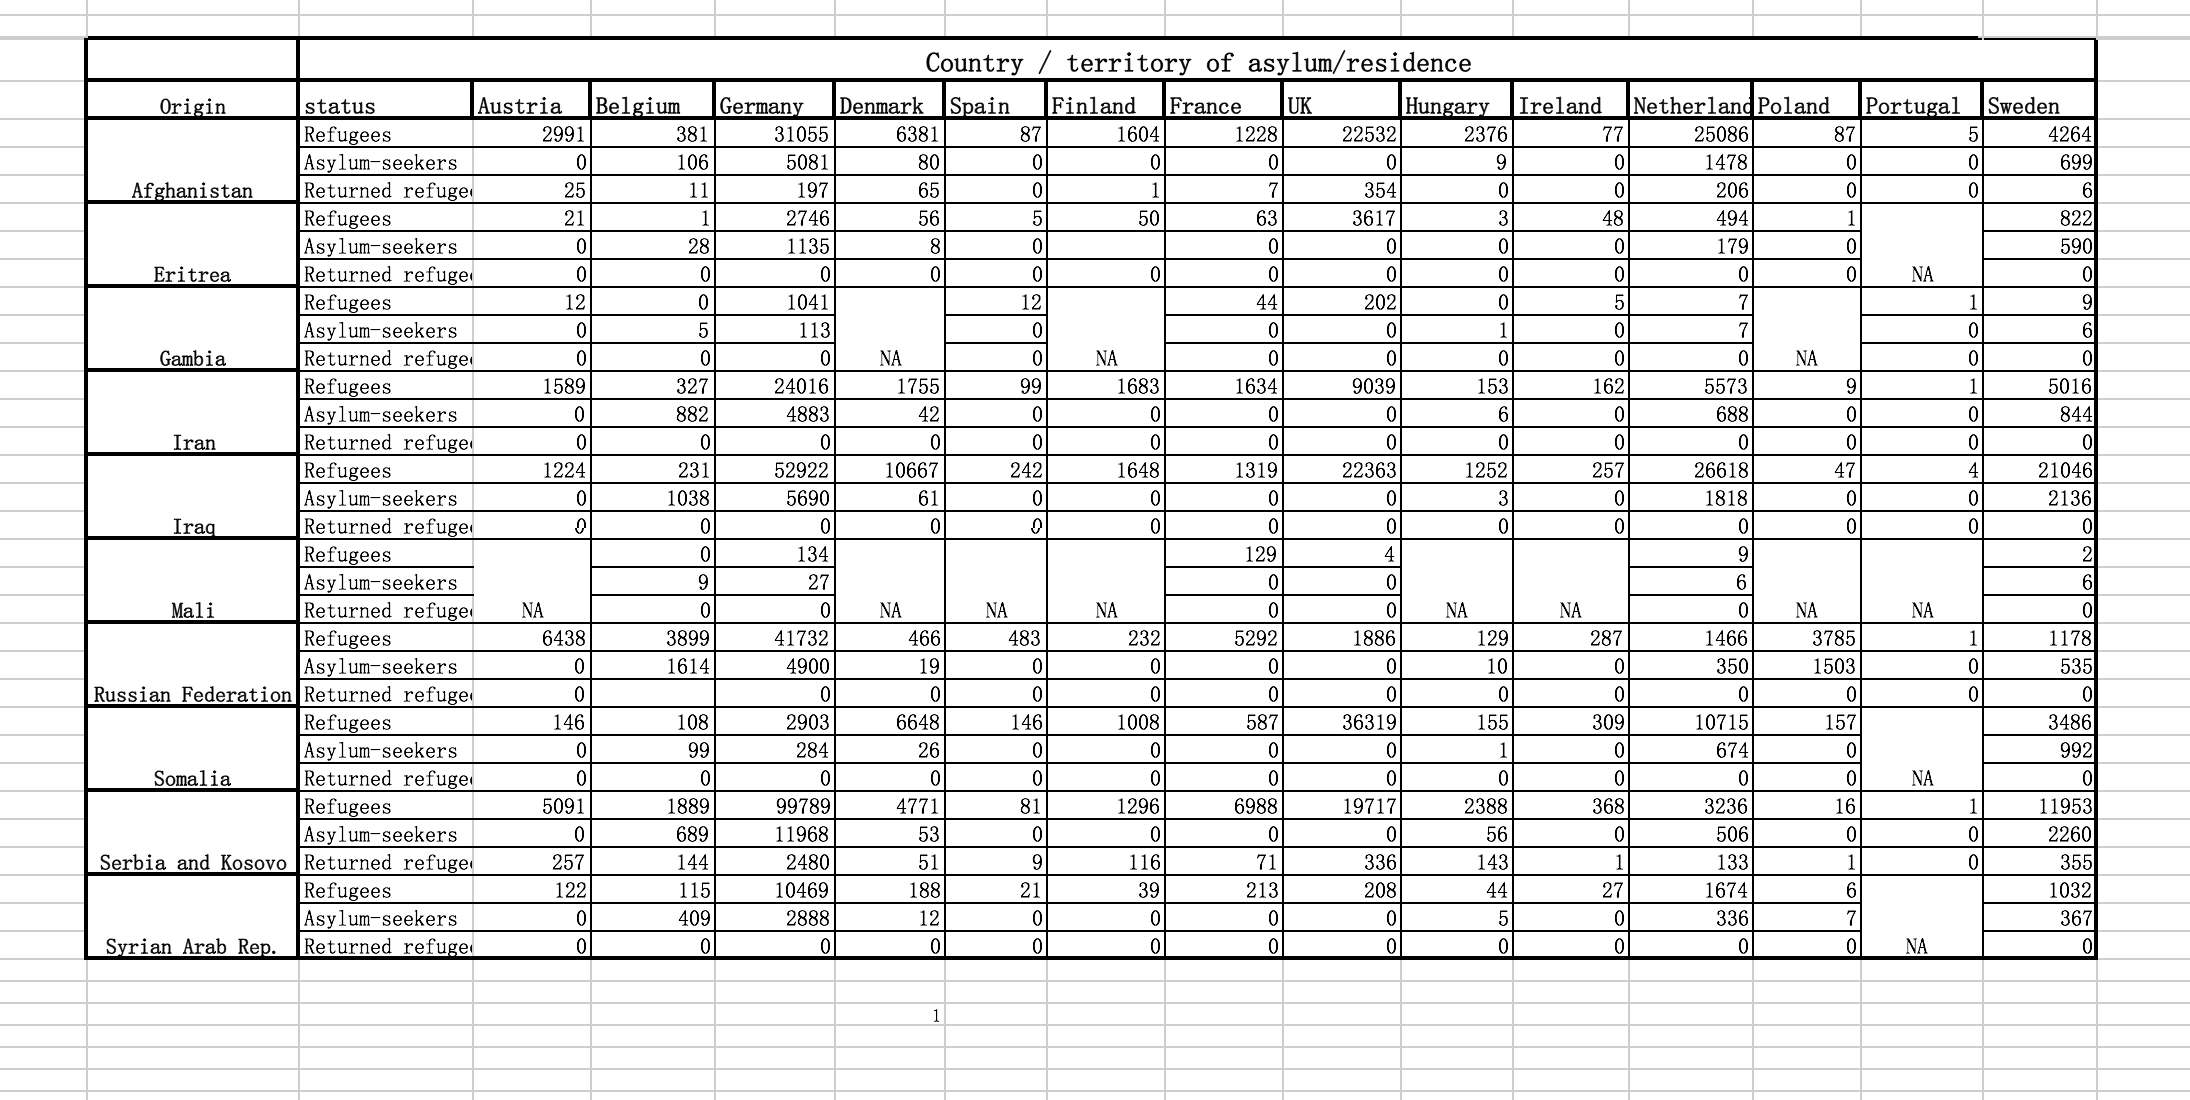 Country / territory of asylum/residence
Origin status Austria Belgium Germany Denmark Spain Finland France UK Hungary Ireland Netherland Poland Portugal Sweden
Refugees 2991 381 31055 6381 87 1604 1228 22532 2376 77 25086 87 5 4264
Asylum-seekers 0 106 5081 80 0 0 0 0 9 0 1478 0 0 699
Afghanistan Returned refugee 25 11 197 65 0 1 7 354 0 0 206 0 0 6
Refugees 21 1 2746 56 5 50 63 3617 3 48 494 1 822
Asylum-seekers 0 28 1135 8 0 0 0 0 0 179 0 590
Eritrea Returned refugee 0 0 0 0 0 0 0 0 0 0 0 0 NA 0
Refugees 12 0 1041 12 44 202 0 5 7 1 9
Asylum-seekers 0 5 113 0 0 0 1 0 7 0 6
Gambia Returned refugee 0 0 0 NA 0 NA 0 0 0 0 0 NA 0 0
Refugees 1589 327 24016 1755 99 1683 1634 9039 153 162 5573 9 1 5016
Asylum-seekers 0 882 4883 42 0 0 0 0 6 0 688 0 0 844
Iran Returned refugee 0 0 0 0 0 0 0 0 0 0 0 0 0 0
Refugees 1224 231 52922 10667 242 1648 1319 22363 1252 257 26618 47 4 21046
Asylum-seekers 0 1038 5690 61 0 0 0 0 3 0 1818 0 0 2136
Iraq Returned refugee 0 0 0 0 0 0 0 0 0 0 0 0 0 0
Refugees 0 134 129 4 9 2
Asylum-seekers 9 27 0 0 6 6
Mali Returned refugee NA 0 0 NA NA NA 0 0 NA NA 0 NA NA 0
Refugees 6438 3899 41732 466 483 232 5292 1886 129 287 1466 3785 1 1178
Asylum-seekers 0 1614 4900 19 0 0 0 0 10 0 350 1503 0 535
Russian Federation Returned refugee 0 0 0 0 0 0 0 0 0 0 0 0 0
Refugees 146 108 2903 6648 146 1008 587 36319 155 309 10715 157 3486
Asylum-seekers 0 99 284 26 0 0 0 0 1 0 674 0 992
Somalia Returned refugee 0 0 0 0 0 0 0 0 0 0 0 0 NA 0
Refugees 5091 1889 99789 4771 81 1296 6988 19717 2388 368 3236 16 1 11953
Asylum-seekers 0 689 11968 53 0 0 0 0 56 0 506 0 0 2260
Serbia and Kosovo Returned refugee 257 144 2480 51 9 116 71 336 143 1 133 1 0 355
Refugees 122 115 10469 188 21 39 213 208 44 27 1674 6 1032
Asylum-seekers 0 409 2888 12 0 0 0 0 5 0 336 7 367
Syrian Arab Rep. Returned refugee 0 0 0 0 0 0 0 0 0 0 0 0 NA 0
1